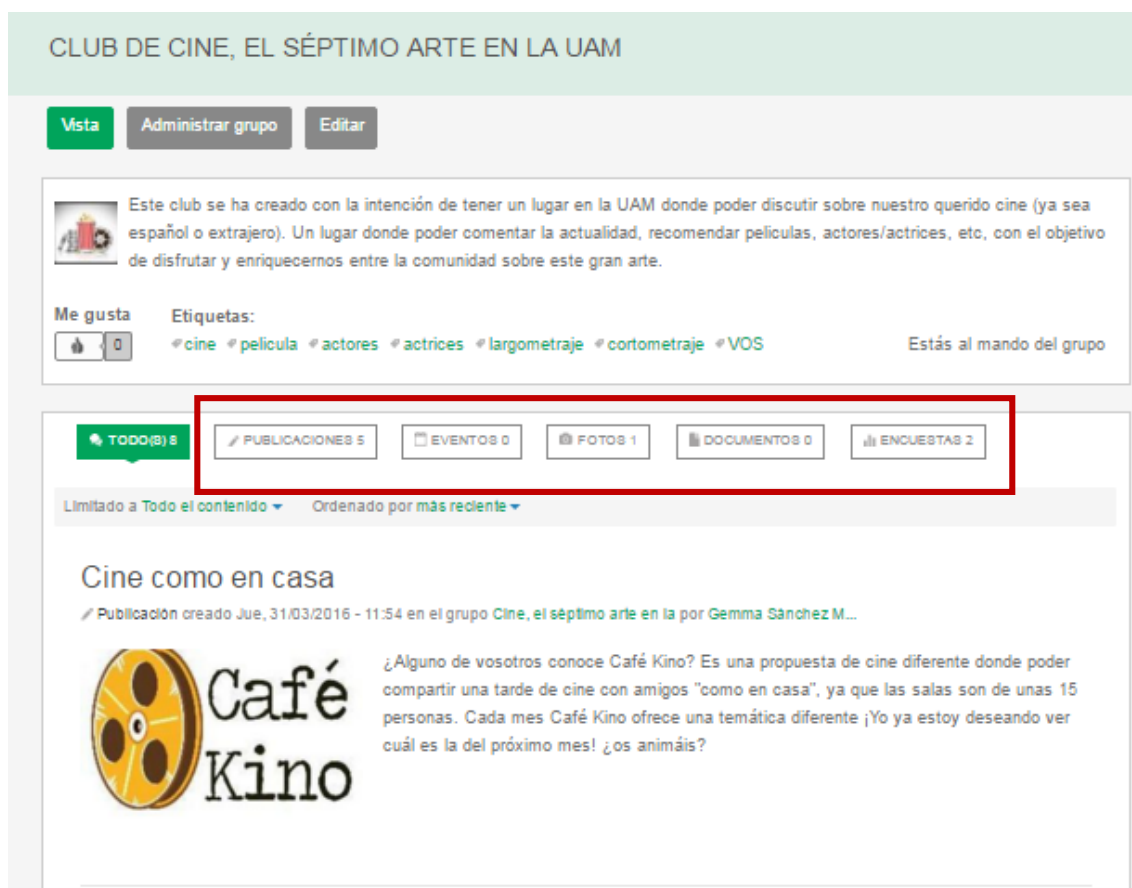 CLUB DE CINE, EL SÉPTIMO ARTE EN LA UAM
Vista Administrar grupo Editar
Este club se ha creado con la intención de tener un lugar en la UAM donde poder discutir sobre nuestro querido cine (ya sea
español o extrajero). Un lugar donde poder comentar la actualidad, recomendar peliculas, actores/actrices, etc, con el objetivo
de disfrutar y enriquecernos entre la comunidad sobre este gran arte.
Me gusta Etiquetas:
0 cine pelicula actores actrices largometraje cortometraje VOS Estás al mando del grupo
TODO(S) 8 PUBLICACIONES 5 EVENTOS 0 FOTOS 1 DOCUMENTOS 0 ENCUESTAS 2
Limitado a Todo el contenido Ordenado por más reciente
Cine como en casa
Publicación creado Jue, 31/03/2016 - 11:54 en el grupo Cine, el séptimo arte en la por Gemma Sánchez M...
¿Alguno de vosotros conoce Café Kino? Es una propuesta de cine diferente donde poder
compartir una tarde de cine con amigos "como en casa", ya que las salas son de unas 15
personas. Cada mes Café Kino ofrece una temática diferente ¡Yo ya estoy deseando ver
cuál es la del próximo mes! ¿os animáis?
Café
Kino